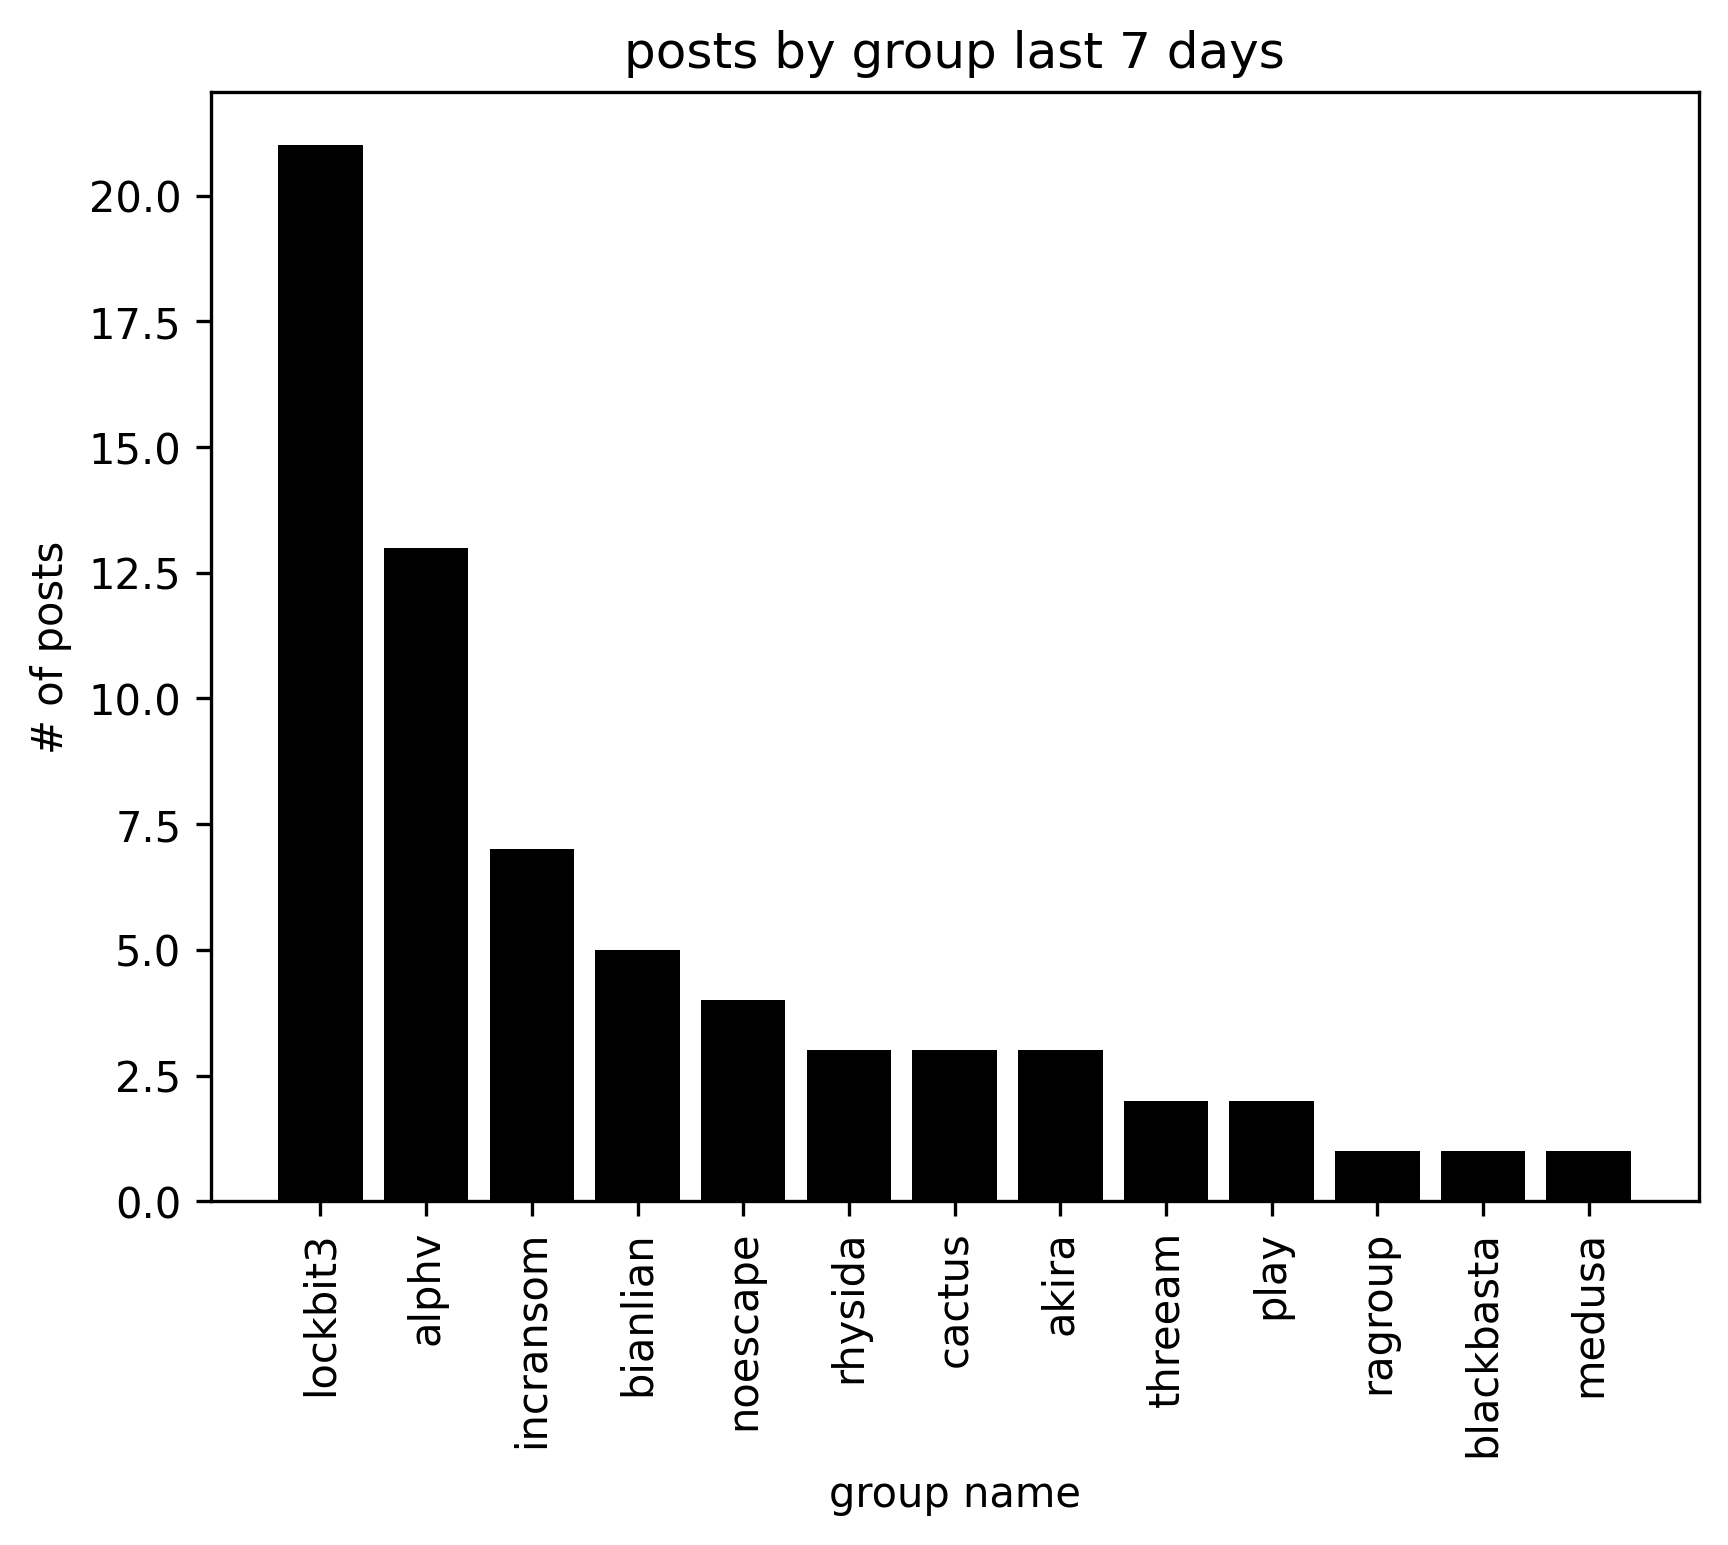 posts by group last 7 days
# of posts
20.0
17.5
15.0
12.5
10.0
7.5
5.0
2.5
0.0
lockbit3
alphv
incransom
bianlian
noescape
rhysida
cactus
akira
threeam
play
ragroup
blackbasta
medusa
group name